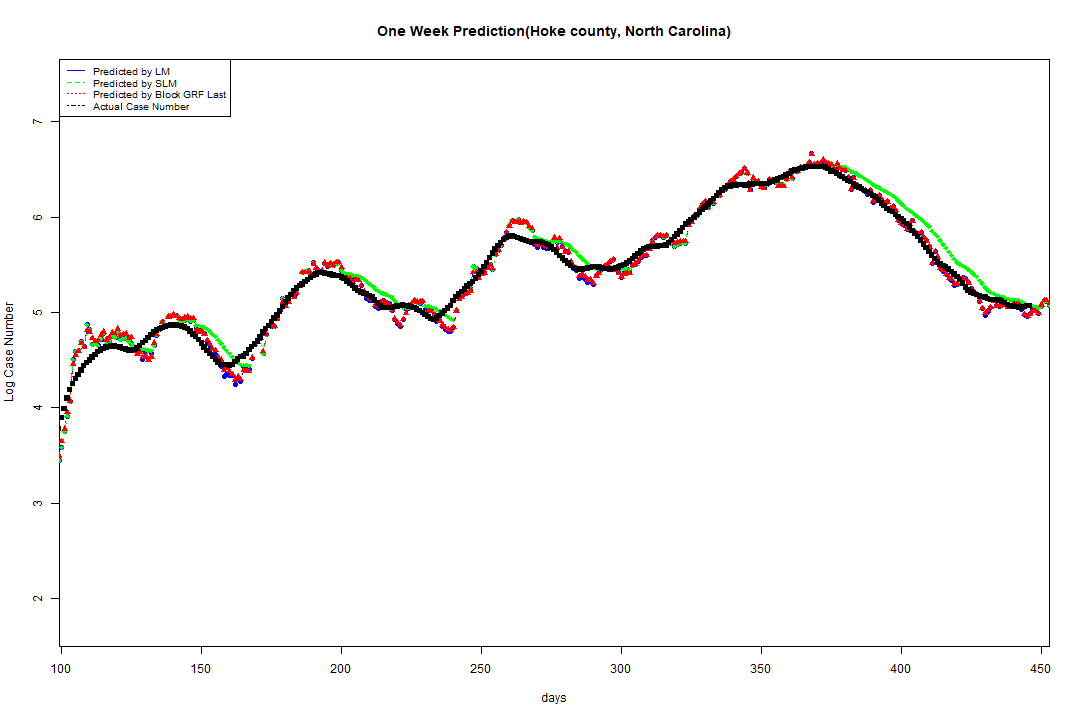 One Week Prediction(Hoke county, North Carolina)
Predicted by LM
Predicted by SLM
Predicted by Block GRF Last
Actual Case Number
Log Case Number
7
6
5
4
3
2
100 150 200 250 300 350 400 450
days